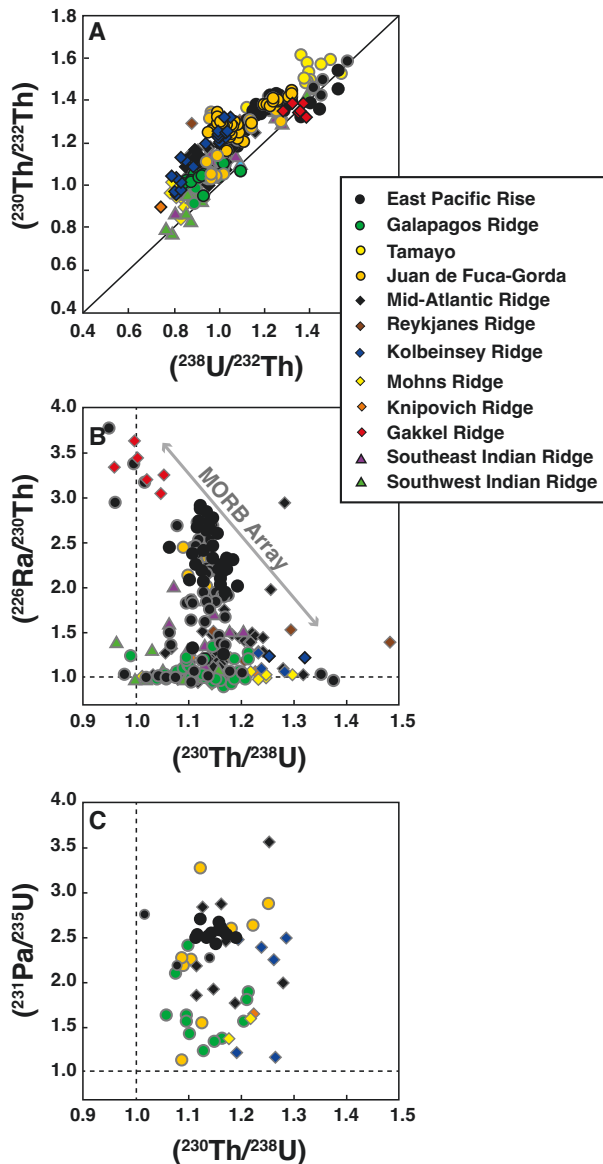 A
(²³⁰Th/²³²Th)
1.8
1.6
1.4
1.2
1.0
0.8
0.6
0.4
0.4 0.6 0.8 1.0 1.2 1.4
(²³⁸U/²³²Th)
East Pacific Rise
Galapagos Ridge
Tamayo
Juan de Fuca-Gorda
Mid-Atlantic Ridge
Reykjanes Ridge
Kolbeinsey Ridge
Mohns Ridge
Knipovich Ridge
Gakkel Ridge
Southeast Indian Ridge
Southwest Indian Ridge
B
MORB Array
(²²⁶Ra/²³⁰Th)
4.0
3.5
3.0
2.5
2.0
1.5
1.0
0.9 1.0 1.1 1.2 1.3 1.4 1.5
(²³⁰Th/²³⁸U)
C
(²³¹Pa/²³⁵U)
4.0
3.5
3.0
2.5
2.0
1.5
1.0
0.9 1.0 1.1 1.2 1.3 1.4 1.5
(²³⁰Th/²³⁸U)